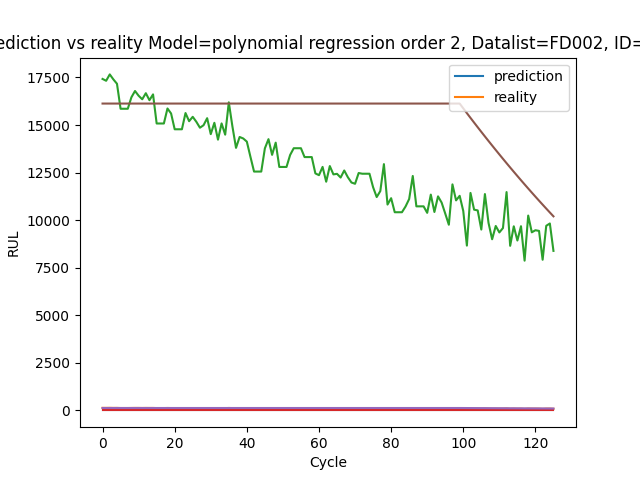 ediction vs reality Model=polynomial regression order 2, Datalist=FD002, ID=
prediction
reality
17500
15000
12500
10000
7500
5000
2500
0
RUL
0 20 40 60 80 100 120
Cycle